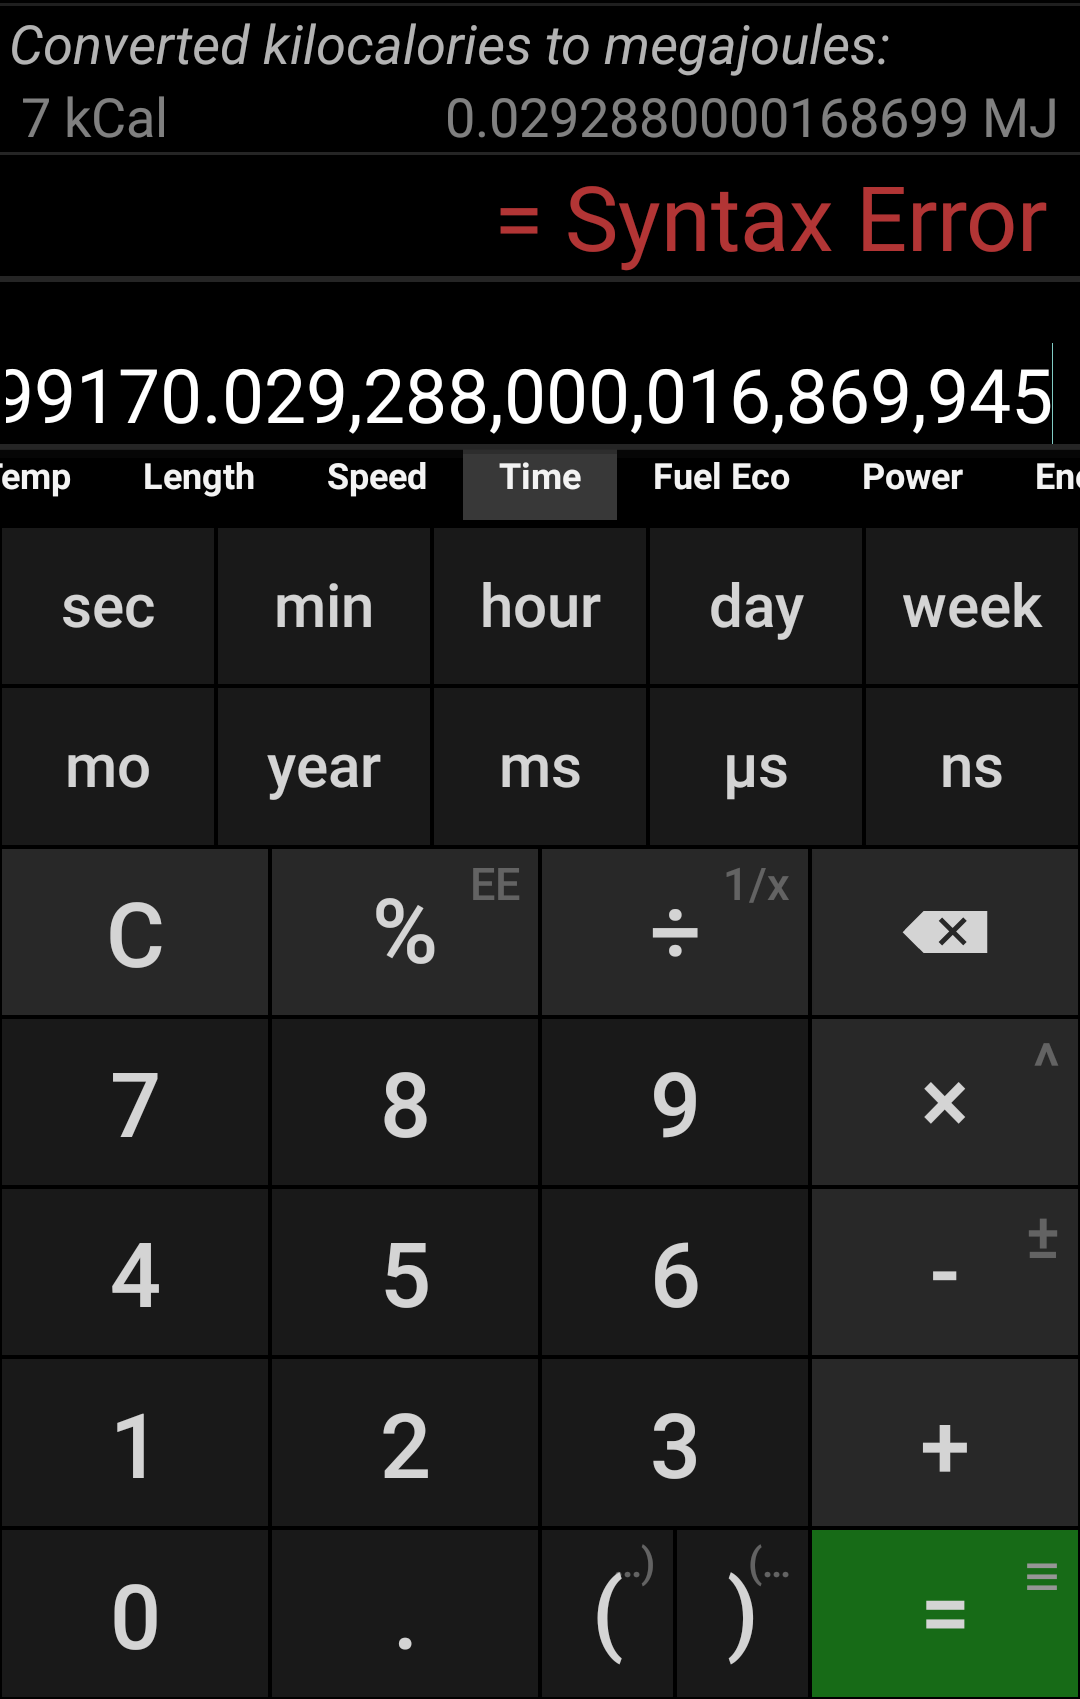 Converted kilocalories to megajoules:
7 kCal 0.0292880000168699 MJ
= Syntax Error
99170.029,288,000,016,869,945
Temp Length Speed Time Fuel Eco Power
sec min hour day week
mo year ms µs ns
C % EE ÷ 1/x
7 8 9 × ^
4 5 6 - ±
1 2 3 +
0 . ( ..) ) (... = ≡